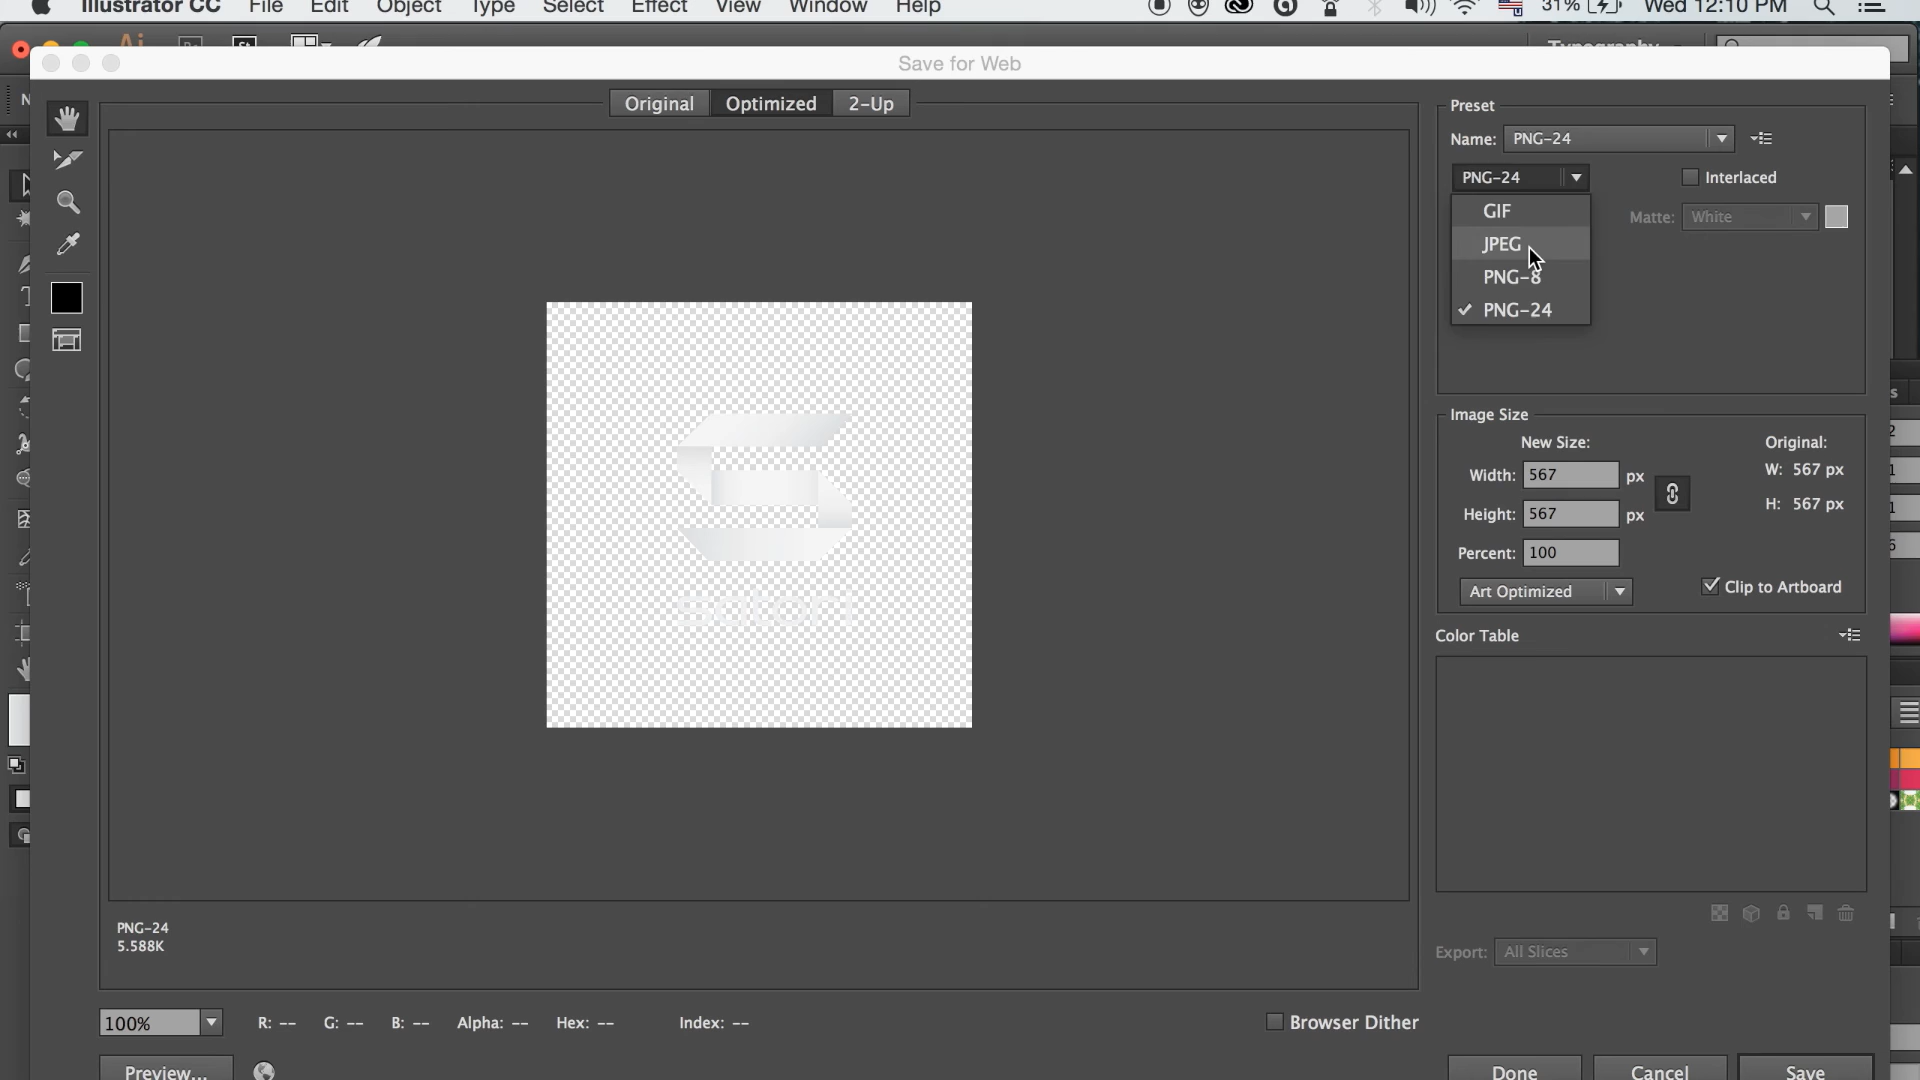 Illustrator CC File Edit Object Type Select Effect View Window Help 31% Wed 12:10 PM
Typography
Save for Web
Original Optimized 2-Up
Preset
Name: PNG-24
PNG-24 Interlaced
GIF
Matte: White
JPEG
PNG-8
PNG-24
Image Size
New Size: Original:
Width: 567 px W: 567 px
Height: 567 px H: 567 px
Percent: 100
Art Optimized Clip to Artboard
Color Table
PNG-24
5.588K
Export: All Slices
100% R: -- G: -- B: -- Alpha: -- Hex: -- Index: -- Browser Dither
Preview... Done Cancel Save